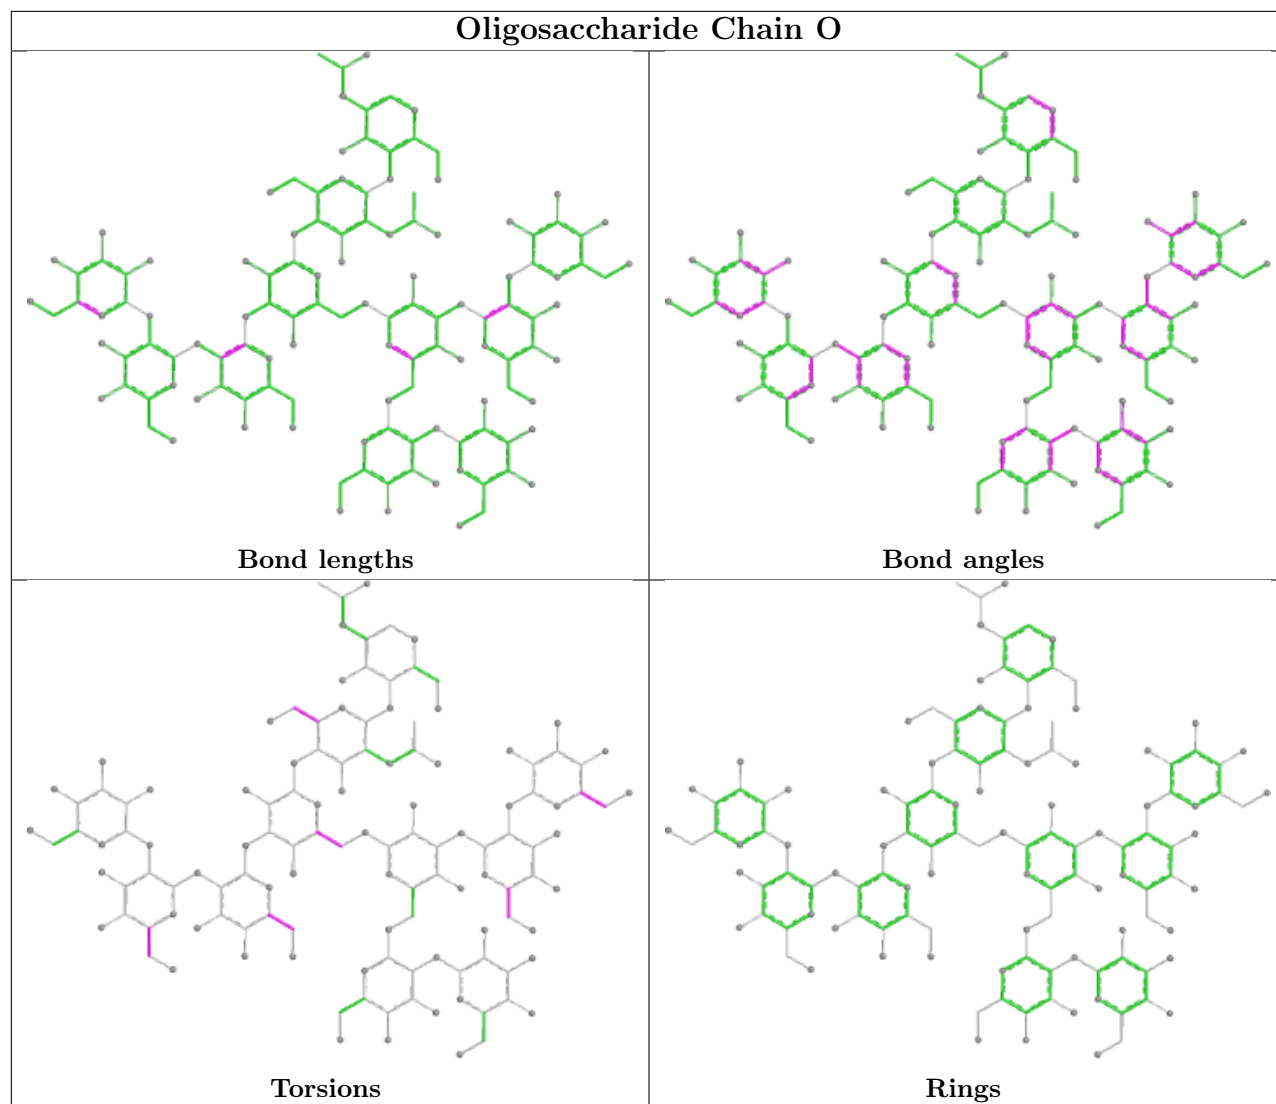 Oligosaccharide Chain O
Bond lengths
Bond angles
Torsions
Rings